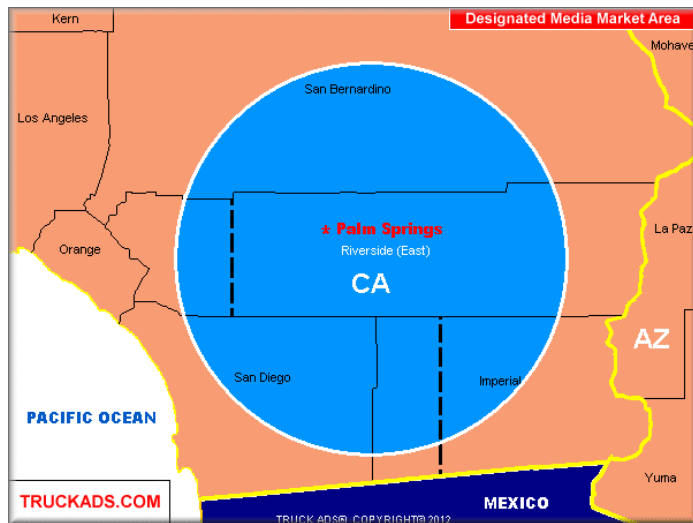 Kern
Designated Media Market Area
Mohave
San Bernardino
Los Angeles
* Palm Springs
La Paz
Orange
Riverside (East)
CA
AZ
San Diego
Imperial
PACIFIC OCEAN
Yuma
TRUCKADS.COM
MEXICO
TRUCK ADS® COPYRIGHT© 2012